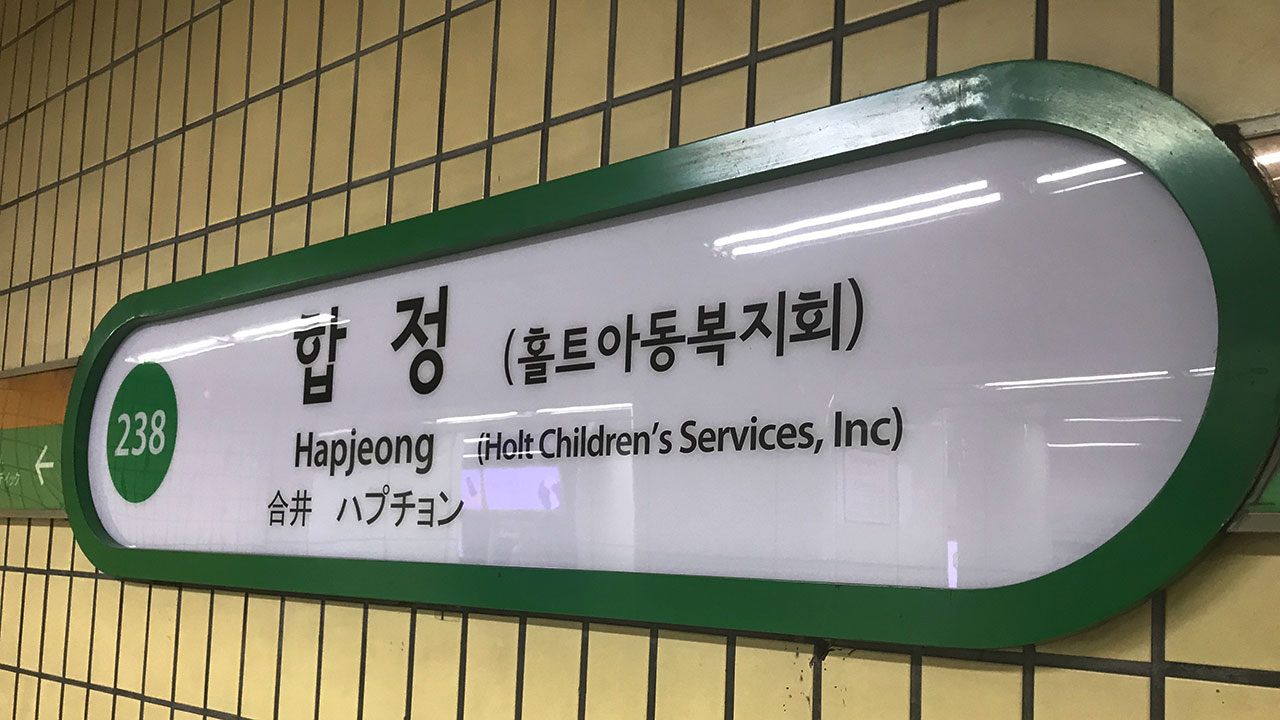 238
합 정 (홀트아동복지회)
Hapjeong (Holt Children's Services, Inc)
合井 ハプチョン